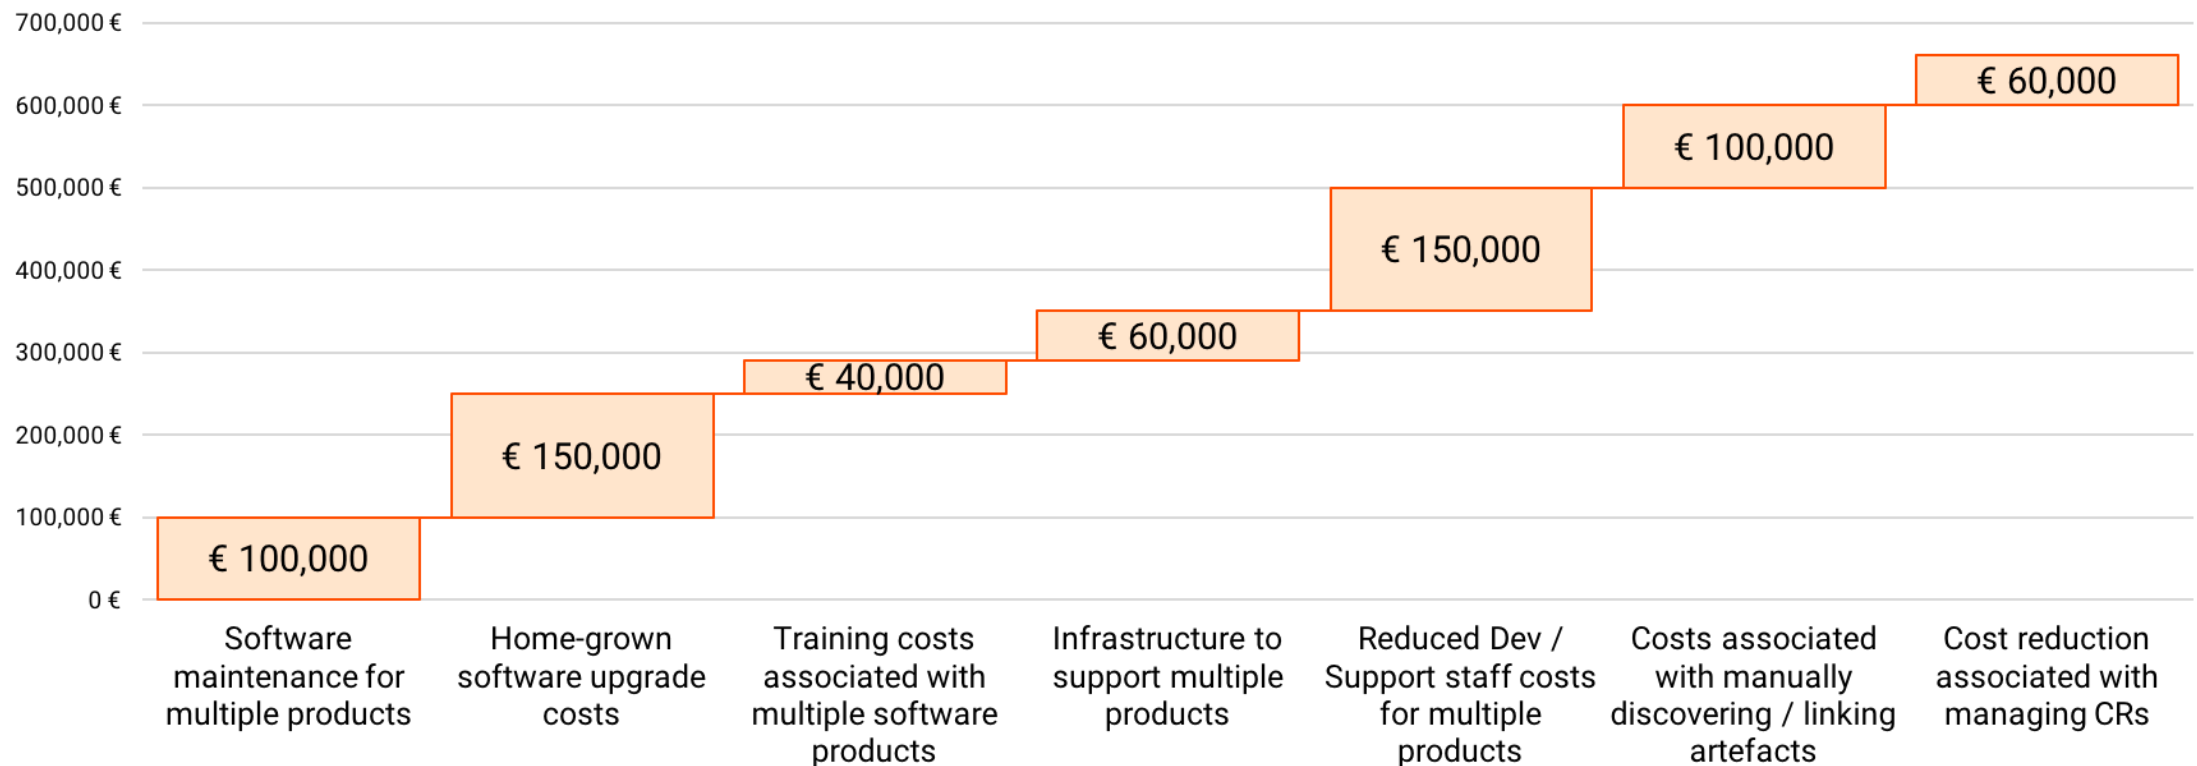 700,000 €
600,000 €
500,000 €
400,000 €
300,000 €
200,000 €
100,000 €
0 €
€ 100,000
€ 150,000
€ 40,000
€ 60,000
€ 150,000
€ 100,000
€ 60,000
Software
maintenance for
multiple products
Home-grown
software upgrade
costs
Training costs
associated with
multiple software
products
Infrastructure to
support multiple
products
Reduced Dev /
Support staff costs
for multiple
products
Costs associated
with manually
discovering / linking
artefacts
Cost reduction
associated with
managing CRs